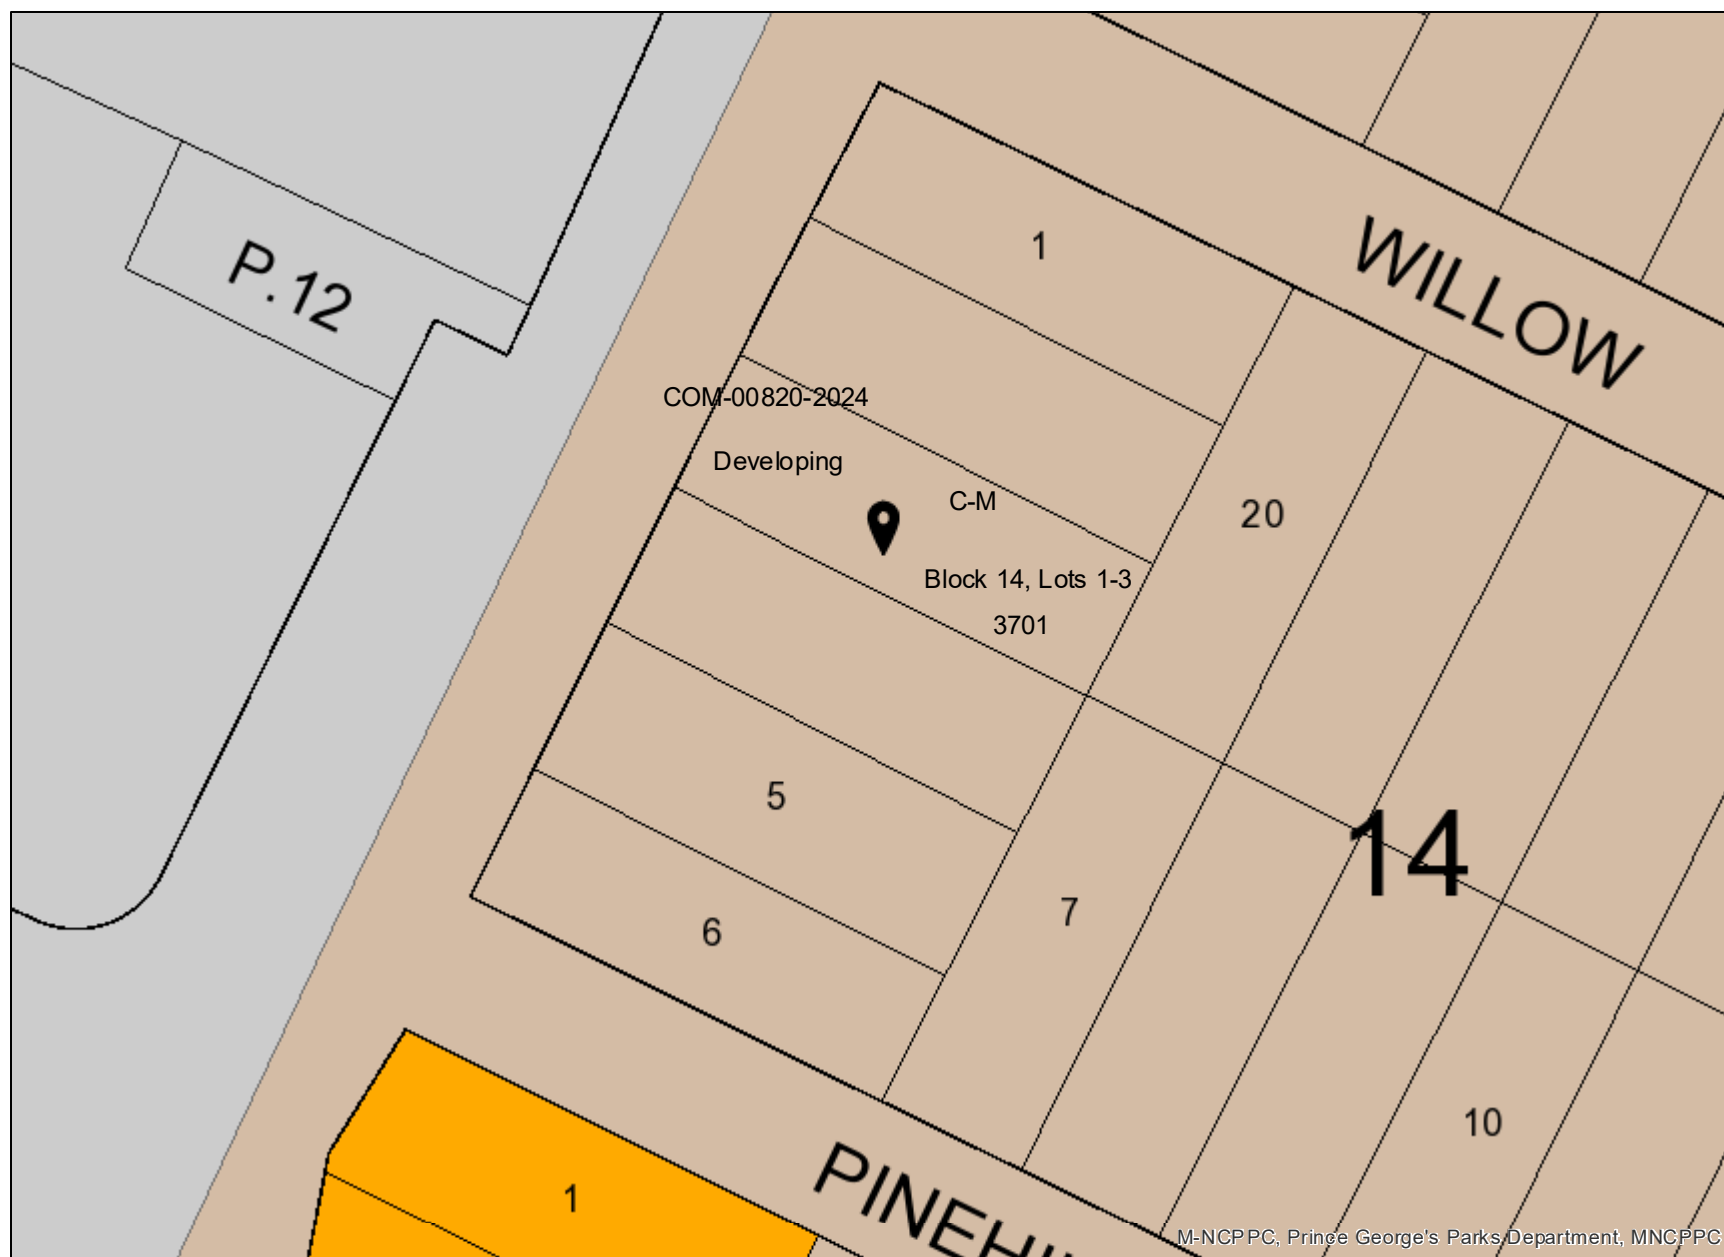 P.12
1
WILLOW
COM-00820-2024
Developing
C-M
20
Block 14, Lots 1-3
3701
5
14
7
6
10
1
M-NCPPC, Prince George's Parks Department, MNCPPC